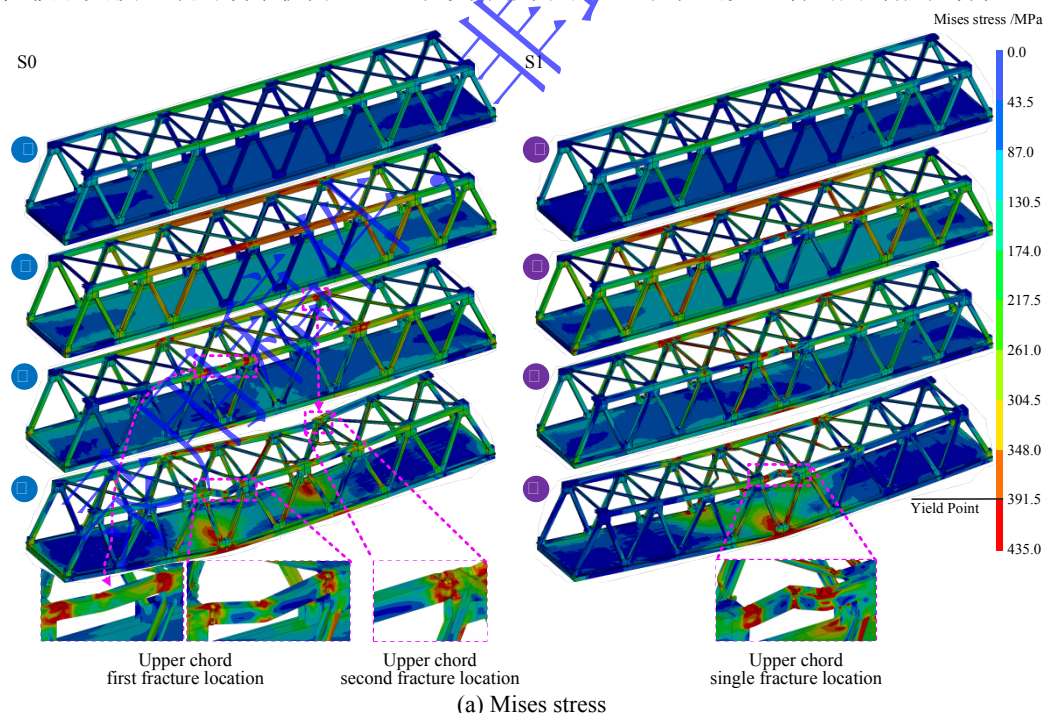 Mises stress /MPa
S0
S1
0.0
43.5
87.0
130.5
174.0
217.5
261.0
304.5
348.0
391.5
Yield Point
435.0
Upper chord
first fracture location
Upper chord
second fracture location
Upper chord
single fracture location
(a) Mises stress